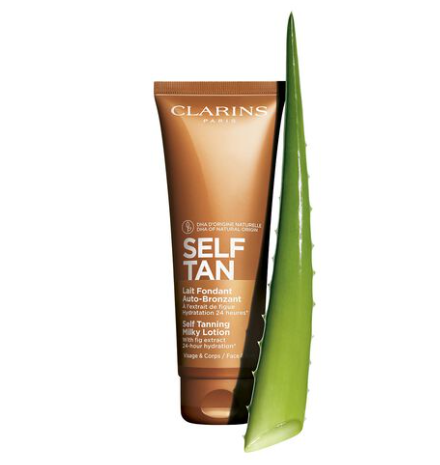 CLARINS
PARIS
DHA D'ORIGINE NATURELLE
DHA OF NATURAL ORIGIN
SELF
TAN
Lait Fondant
Auto-Bronzant
À l'extrait de figue
Hydratation 24 heures*
Self Tanning
Milky Lotion
With fig extract
24-hour hydration*
Visage & Corps / Face